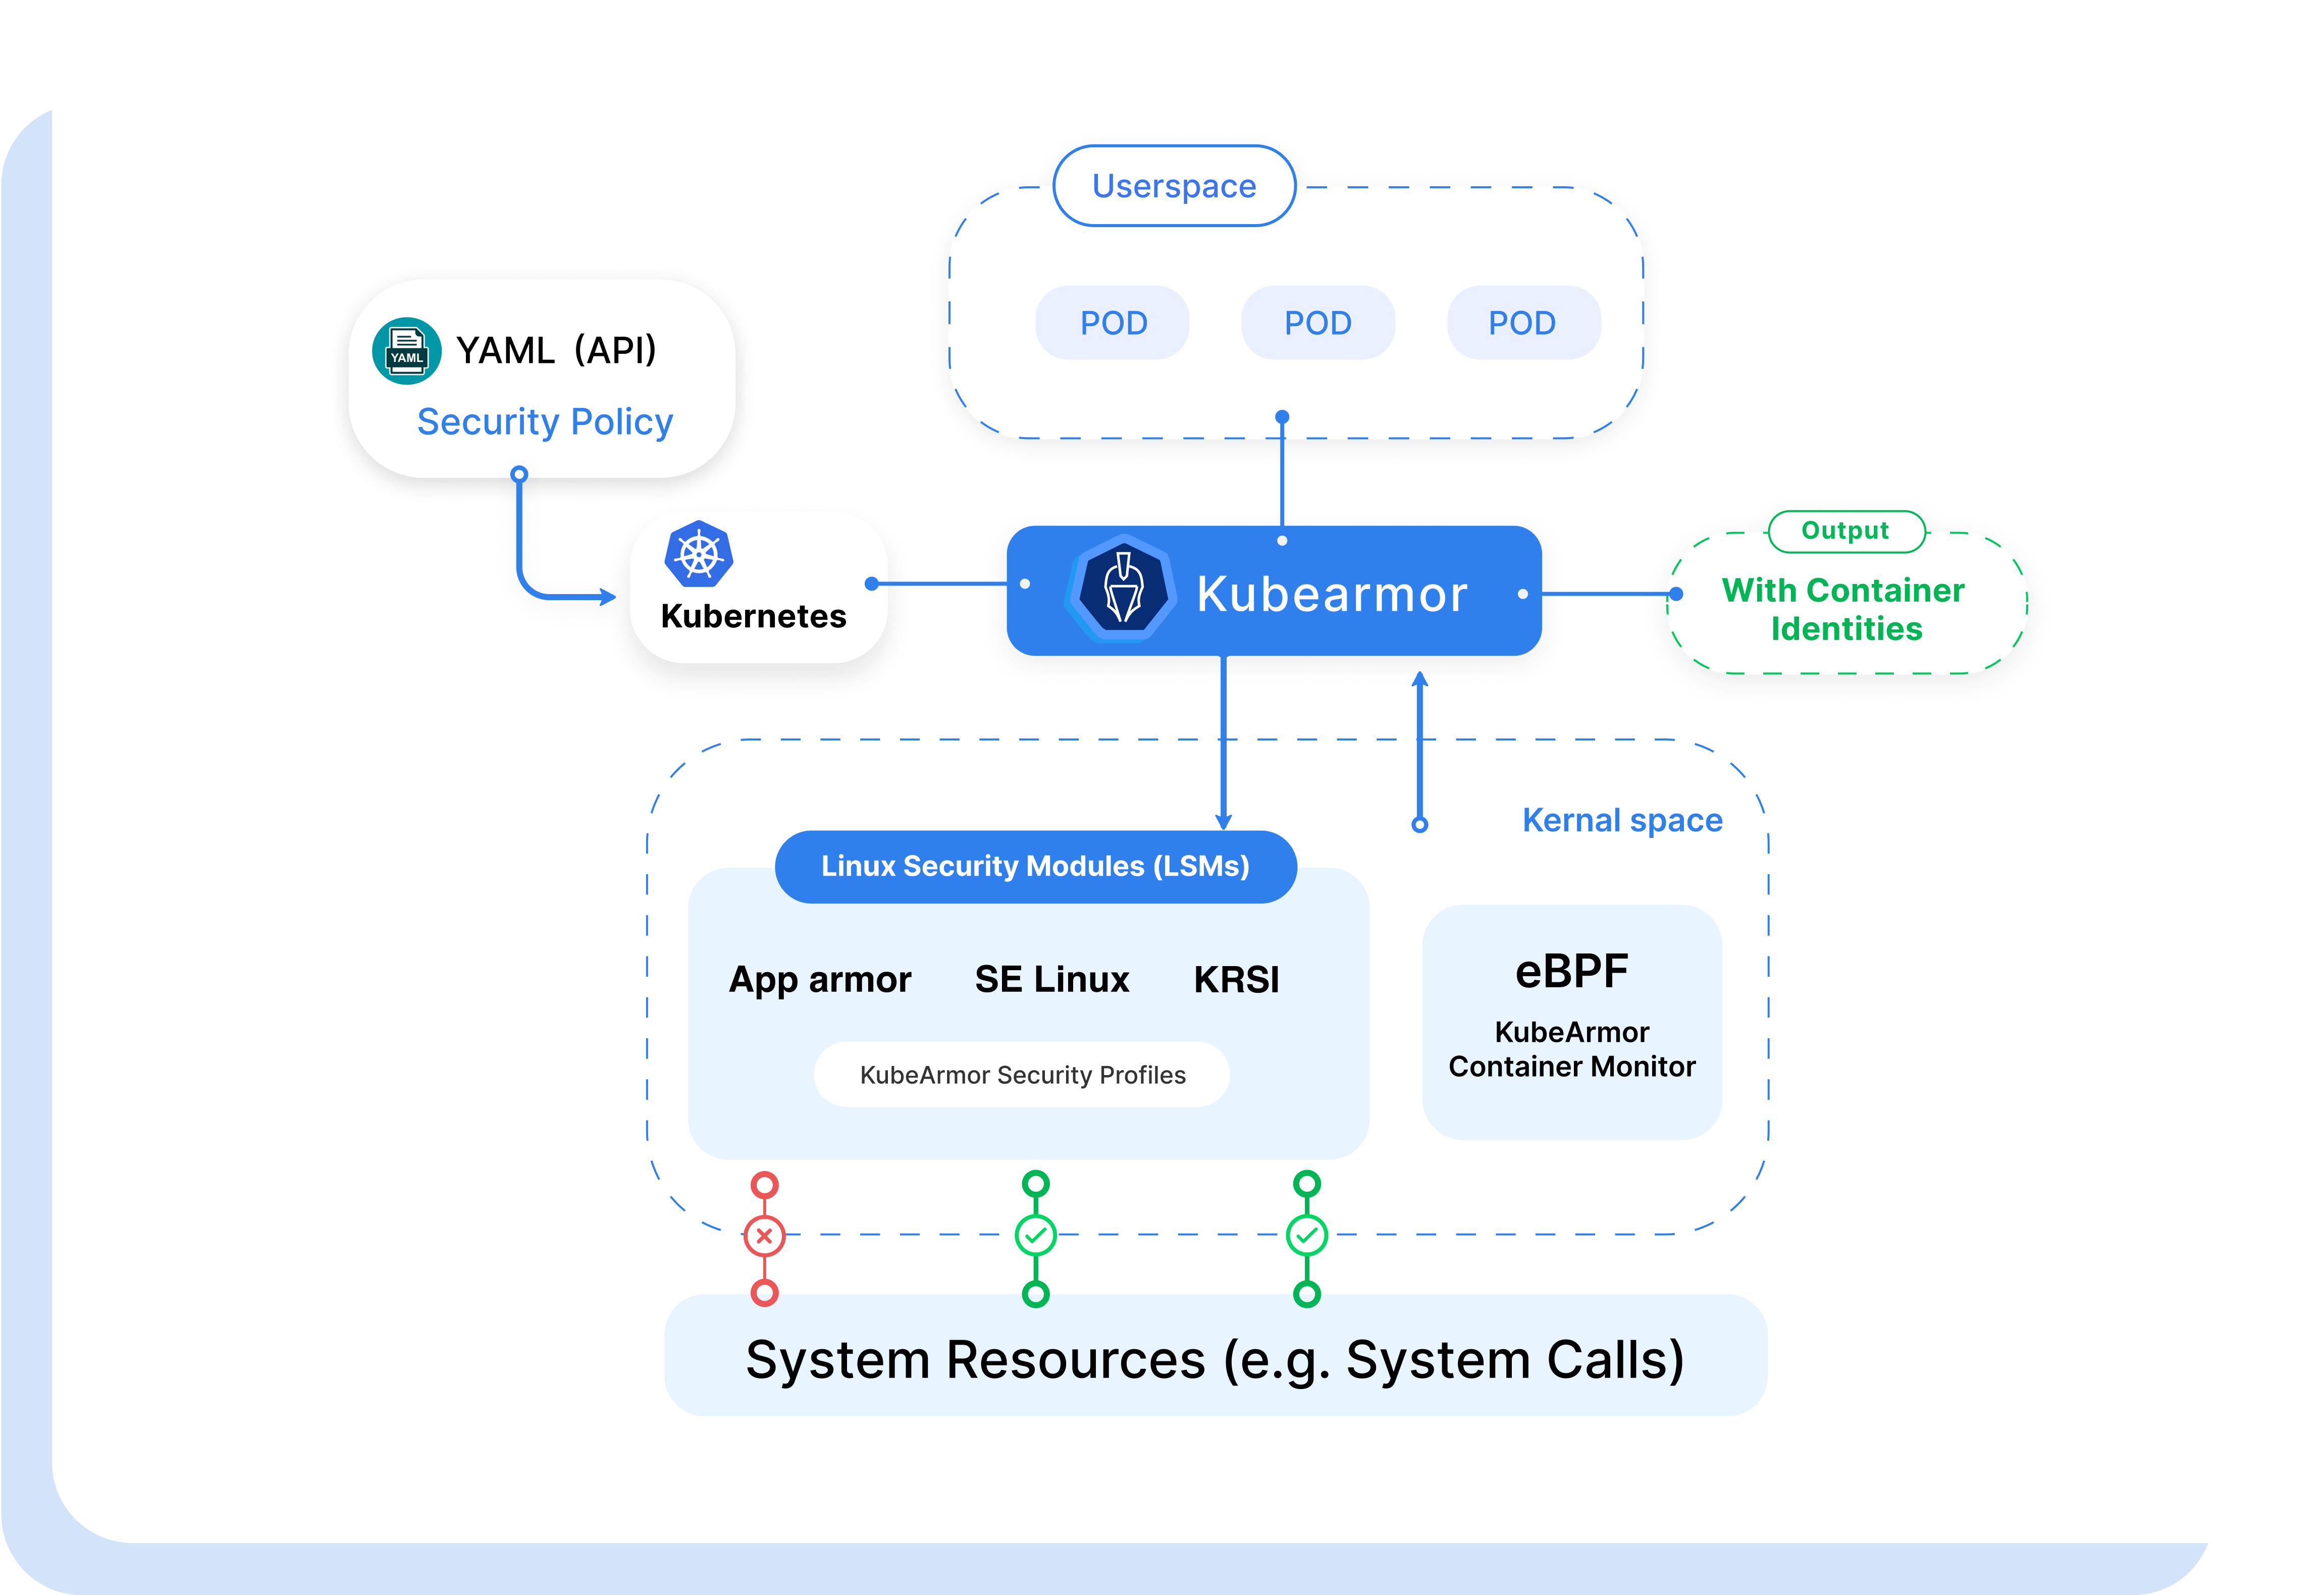 Userspace
POD POD POD
YAML
YAML (API)
Security Policy
Kubernetes
Kubearmor
Output
With Container
Identities
Kernal space
Linux Security Modules (LSMs)
App armor SE Linux KRSI
KubeArmor Security Profiles
eBPF
KubeArmor
Container Monitor
System Resources (e.g. System Calls)